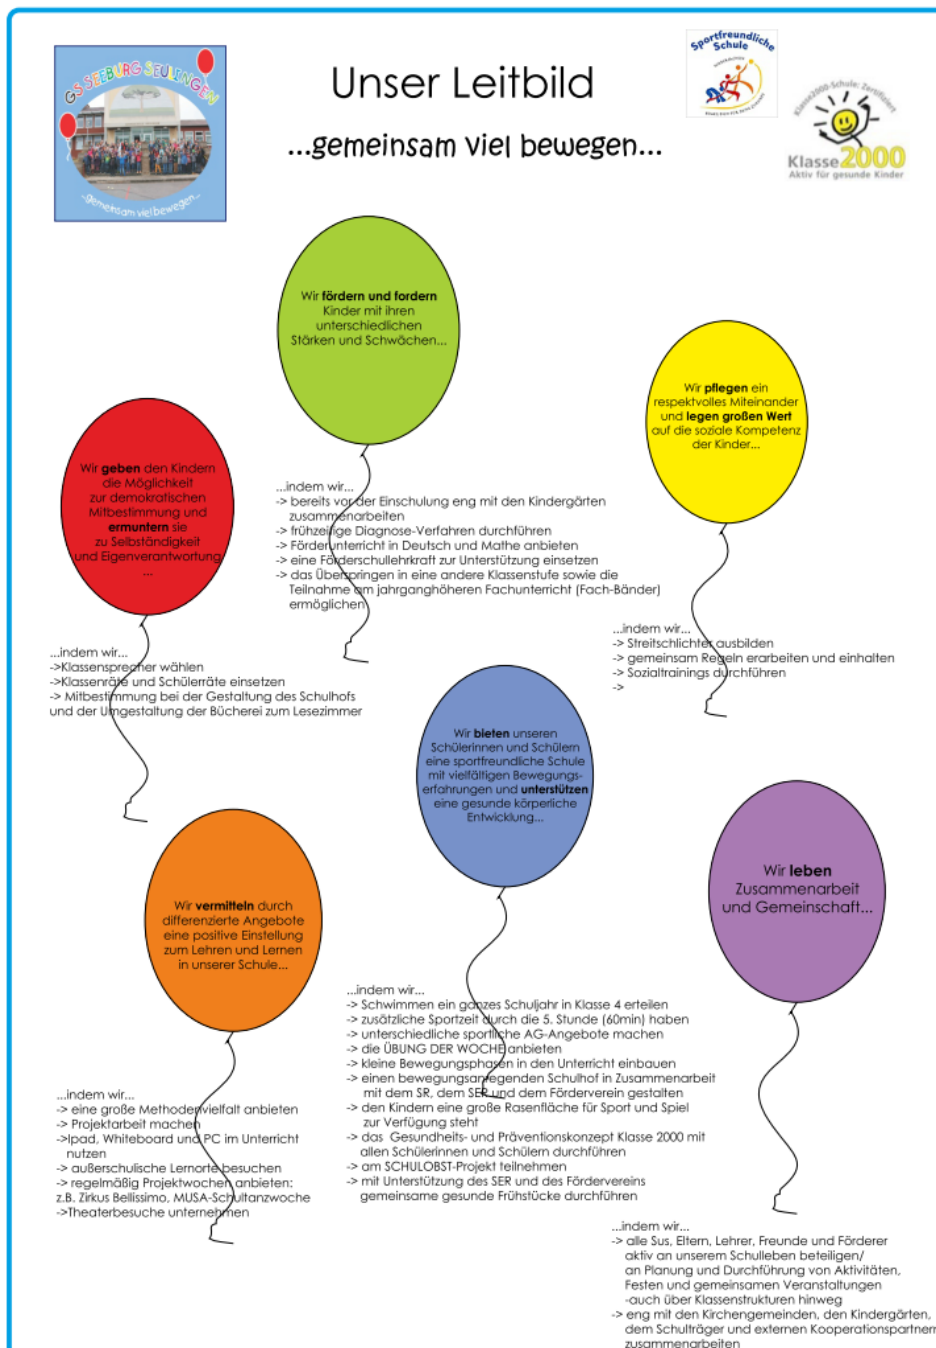 Unser Leitbild
...gemeinsam viel bewegen...
GS SEEBURG SEULINGEN
...gemeinsam viel bewegen...
Sportfreundliche
Schule
Klasse2000-Schule: Zertifiziert
Klasse2000
Aktiv für gesunde Kinder
Wir fördern und fordern
Kinder mit ihren
unterschiedlichen
Stärken und Schwächen...
...indem wir...
-> bereits vor der Einschulung eng mit den Kindergärten
zusammenarbeiten
-> frühzeitige Diagnose-Verfahren durchführen
-> Förderunterricht in Deutsch und Mathe anbieten
-> eine Förderschullehrkraft zur Unterstützung einsetzen
-> das Überspringen in eine andere Klassenstufe sowie die
Teilnahme am jahrganghöheren Fachunterricht (Fach-Bänder)
ermöglichen
Wir pflegen ein
respektvolles Miteinander
und legen großen Wert
auf die soziale Kompetenz
der Kinder...
...indem wir...
-> Streitschlichter ausbilden
-> gemeinsam Regeln erarbeiten und einhalten
-> Sozialtrainings durchführen
->
Wir geben den Kindern
die Möglichkeit
zur demokratischen
Mitbestimmung und
ermuntern sie
zu Selbständigkeit
und Eigenverantwortung
...
...indem wir...
->Klassensprecher wählen
->Klassenräte und Schülerräte einsetzen
-> Mitbestimmung bei der Gestaltung des Schulhofs
und der Umgestaltung der Bücherei zum Lesezimmer
Wir bieten unseren
Schülerinnen und Schülern
eine sportfreundliche Schule
mit vielfältigen Bewegungs-
erfahrungen und unterstützen
eine gesunde körperliche
Entwicklung...
...indem wir...
-> Schwimmen ein ganzes Schuljahr in Klasse 4 erteilen
-> zusätzliche Sportzeit durch die 5. Stunde (60min) haben
-> unterschiedliche sportliche AG-Angebote machen
-> die ÜBUNG DER WOCHE anbieten
-> kleine Bewegungsphasen in den Unterricht einbauen
-> einen bewegungsanregenden Schulhof in Zusammenarbeit
mit dem SR, dem SER und dem Förderverein gestalten
-> den Kindern eine große Rasenfläche für Sport und Spiel
zur Verfügung steht
-> das Gesundheits- und Präventionskonzept Klasse 2000 mit
allen Schülerinnen und Schülern durchführen
-> am SCHULOBST-Projekt teilnehmen
-> mit Unterstützung des SER und des Fördervereins
gemeinsame gesunde Frühstücke durchführen
Wir vermitteln durch
differenzierte Angebote
eine positive Einstellung
zum Lehren und Lernen
in unserer Schule...
...indem wir...
-> eine große Methodenvielfalt anbieten
-> Projektarbeit machen
->Ipad, Whiteboard und PC im Unterricht
nutzen
-> außerschulische Lernorte besuchen
-> regelmäßig Projektwochen anbieten:
z.B. Zirkus Bellissimo, MUSA-Schultanzwoche
->Theaterbesuche unternehmen
Wir leben
Zusammenarbeit
und Gemeinschaft...
...indem wir...
-> alle Sus, Eltern, Lehrer, Freunde und Förderer
aktiv an unserem Schulleben beteiligen/
an Planung und Durchführung von Aktivitäten,
Festen und gemeinsamen Veranstaltungen
-auch über Klassenstrukturen hinweg
-> eng mit den Kirchengemeinden, den Kindergärten,
dem Schulträger und externen Kooperationspartnern
zusammenarbeiten